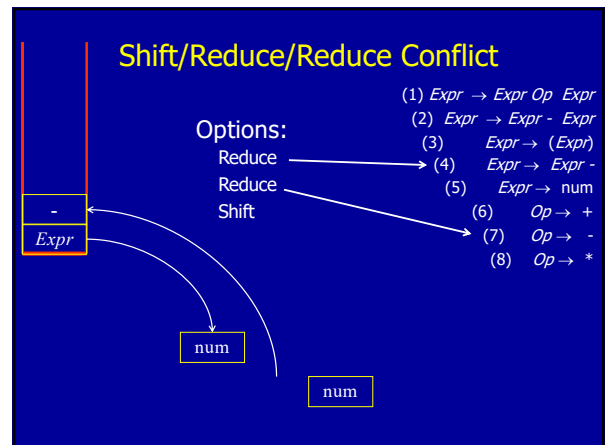 Shift/Reduce/Reduce Conflict
Options:
Reduce
Reduce
Shift
(1) Expr → Expr Op Expr
(2) Expr → Expr - Expr
(3) Expr → (Expr)
(4) Expr → Expr -
(5) Expr → num
(6) Op → +
(7) Op → -
(8) Op → *
-
Expr
num
num